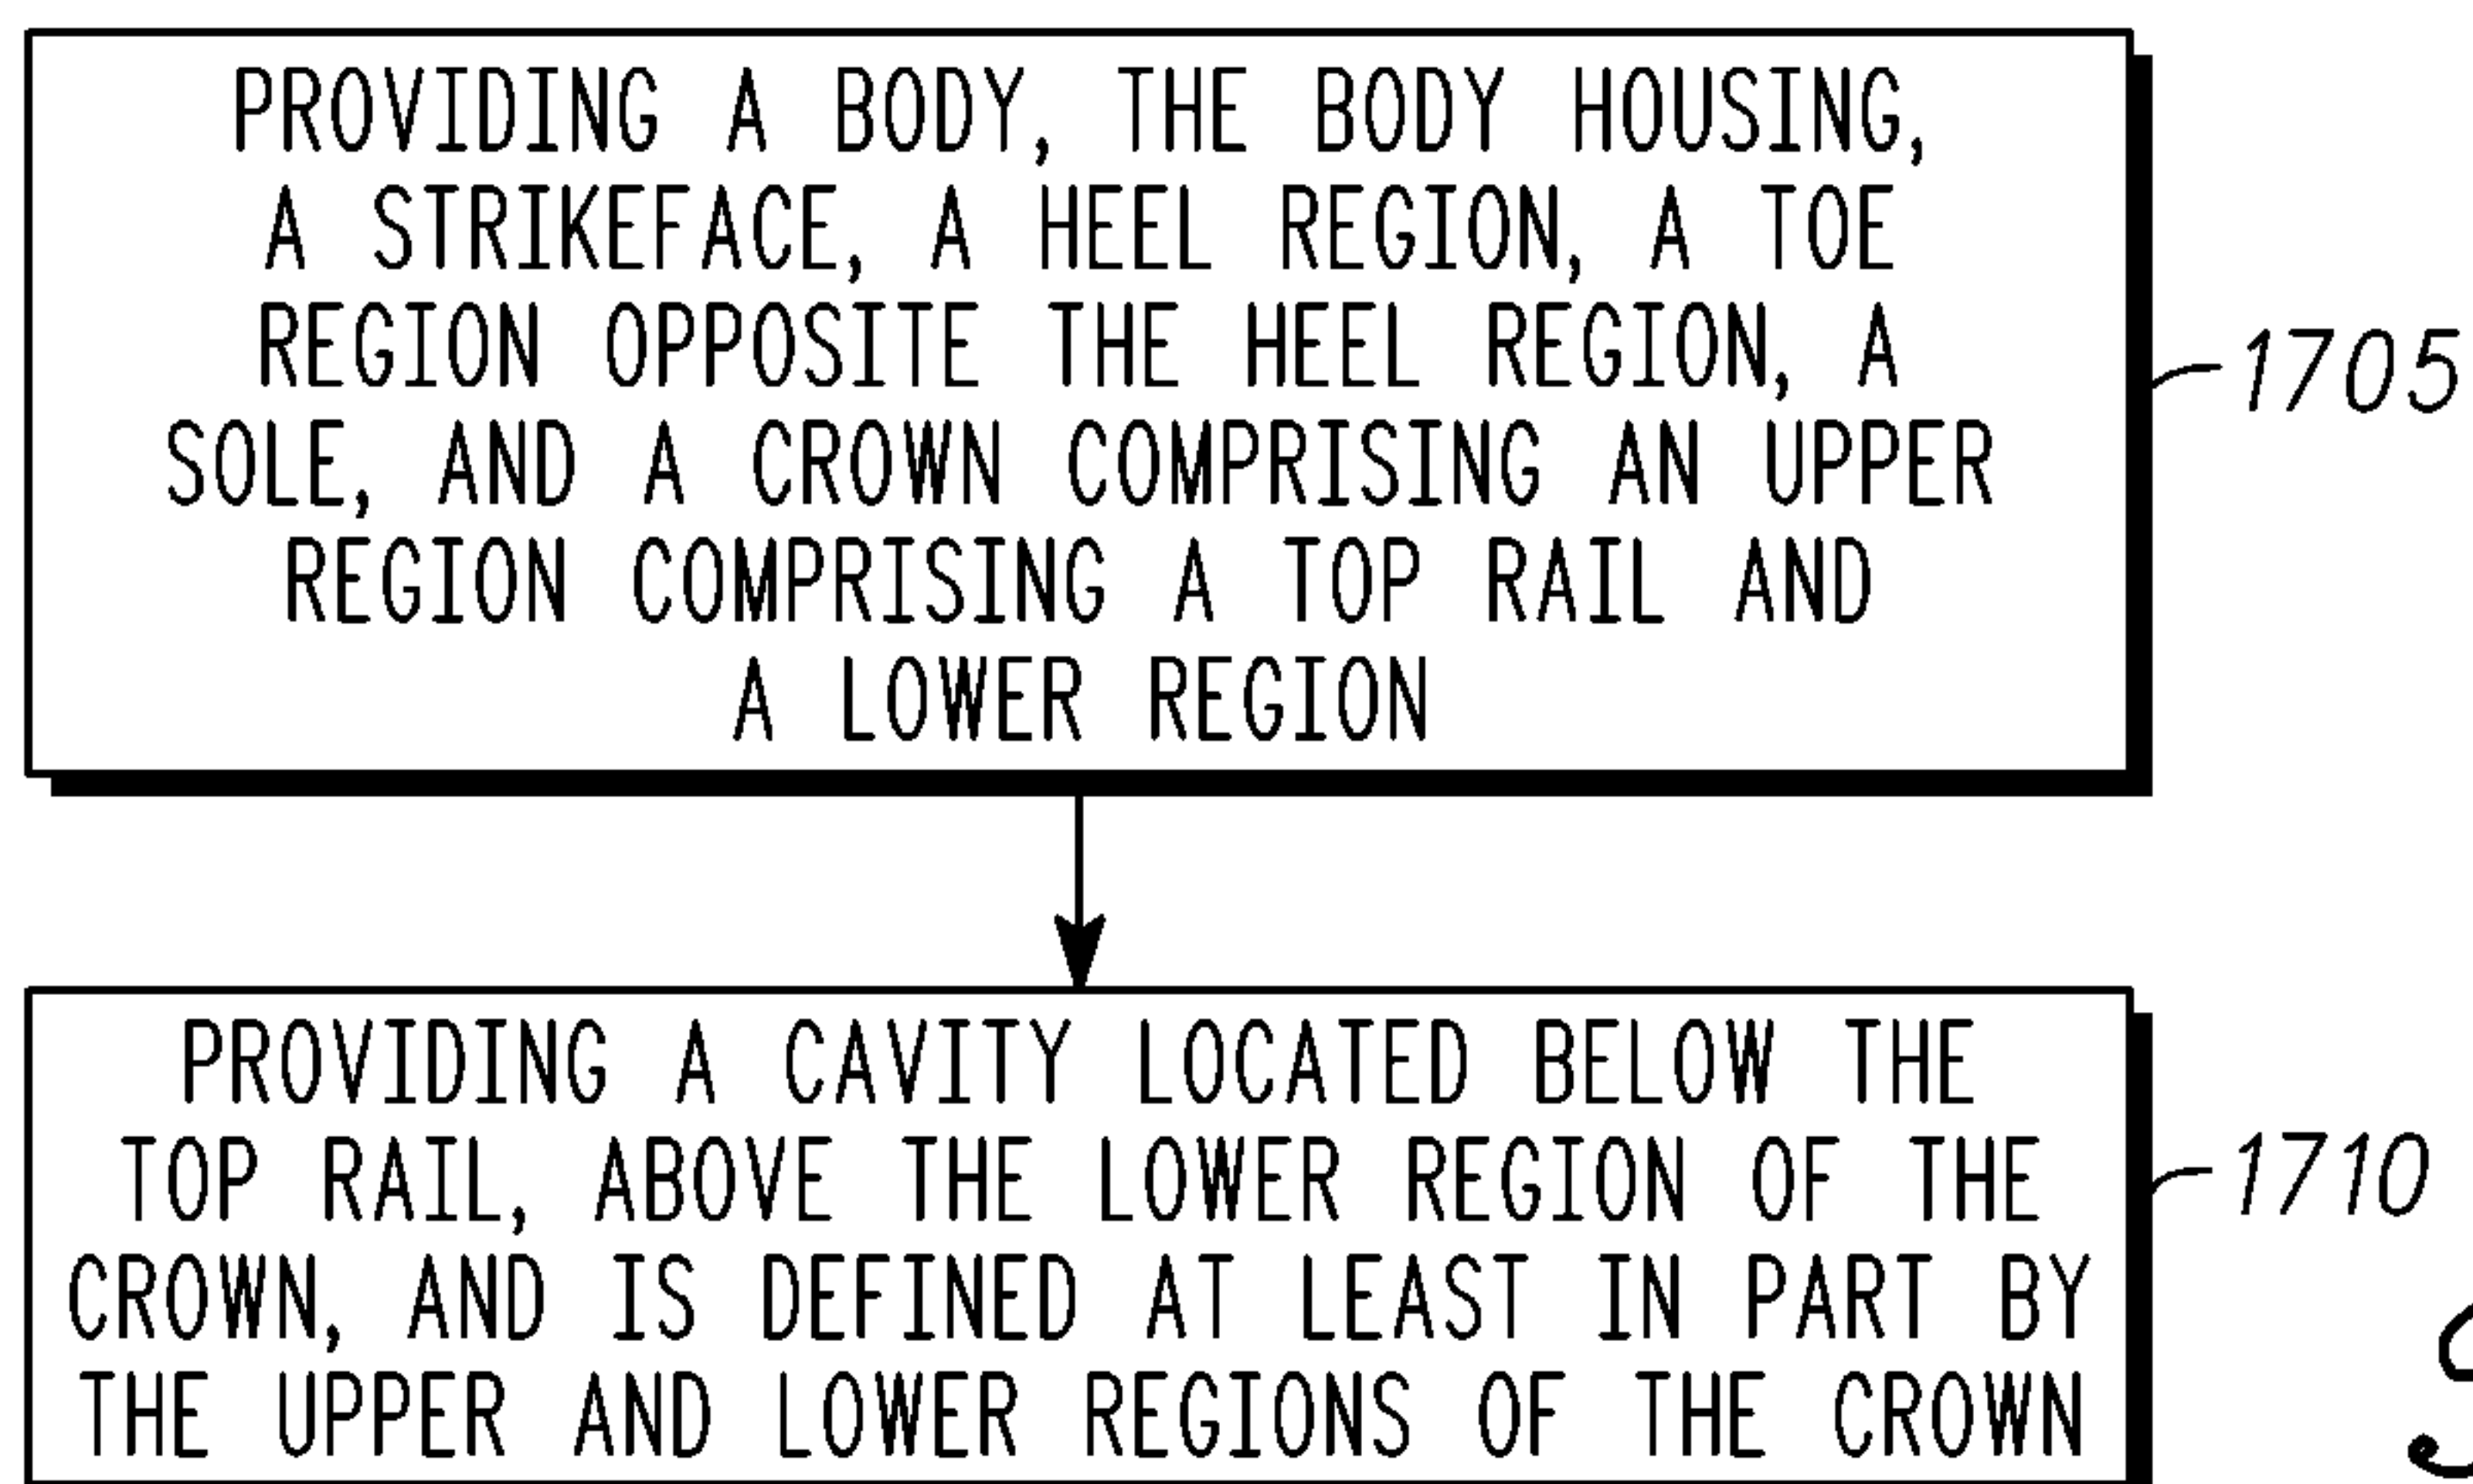 PROVIDING A BODY, THE BODY HOUSING,
A STRIKEFACE, A HEEL REGION, A TOE
REGION OPPOSITE THE HEEL REGION, A
SOLE, AND A CROWN COMPRISING AN UPPER
REGION COMPRISING A TOP RAIL AND
A LOWER REGION
1705
PROVIDING A CAVITY LOCATED BELOW THE
TOP RAIL, ABOVE THE LOWER REGION OF THE
CROWN, AND IS DEFINED AT LEAST IN PART BY
THE UPPER AND LOWER REGIONS OF THE CROWN
1710